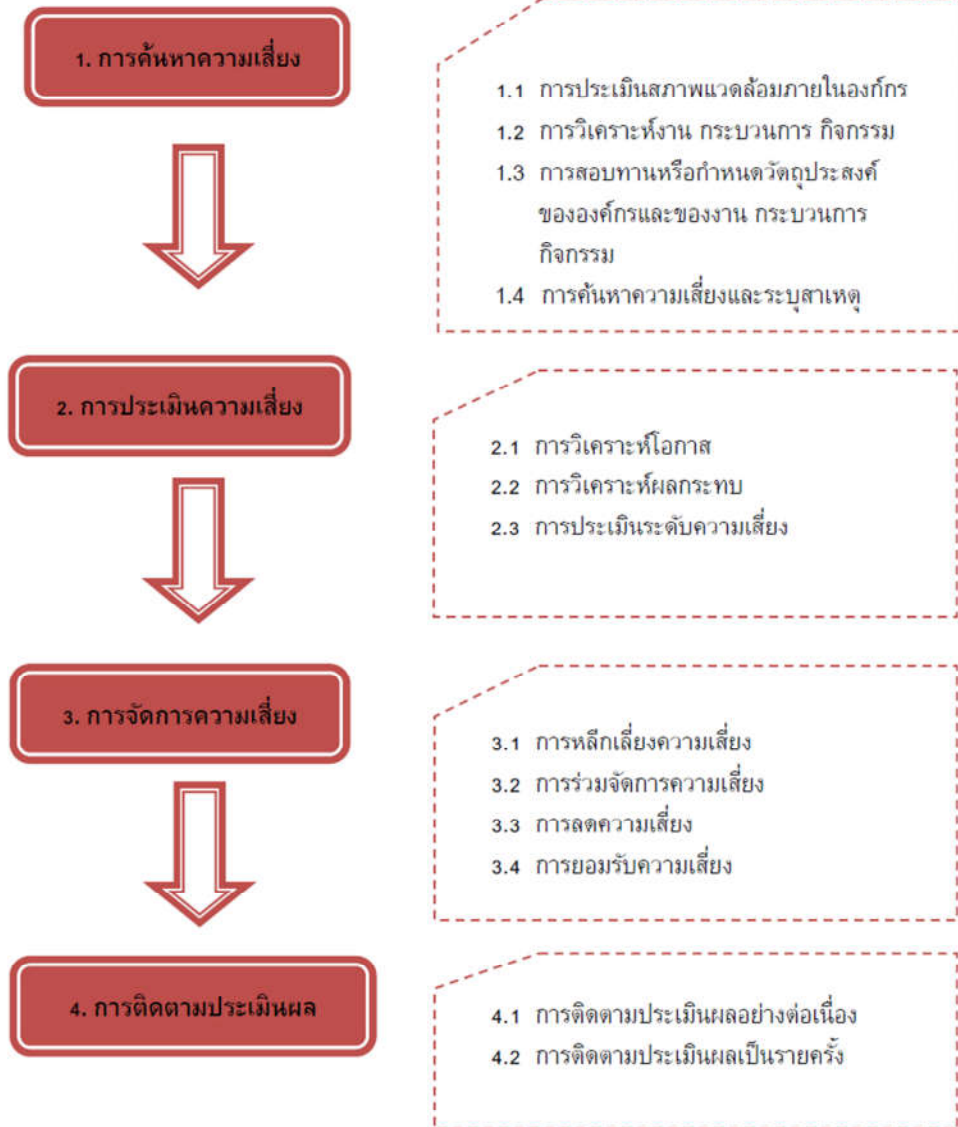 1. การค้นหาความเสี่ยง
1.1 การประเมินสภาพแวดล้อมภายในองค์กร
1.2 การวิเคราะห์งาน กระบวนการ กิจกรรม
1.3 การสอบทานหรือกำหนดวัตถุประสงค์
ขององค์กรและของงาน กระบวนการ
กิจกรรม
1.4 การค้นหาความเสี่ยงและระบุสาเหตุ
2. การประเมินความเสี่ยง
2.1 การวิเคราะห์โอกาส
2.2 การวิเคราะห์ผลกระทบ
2.3 การประเมินระดับความเสี่ยง
3. การจัดการความเสี่ยง
3.1 การหลีกเลี่ยงความเสี่ยง
3.2 การร่วมจัดการความเสี่ยง
3.3 การลดความเสี่ยง
3.4 การยอมรับความเสี่ยง
4. การติดตามประเมินผล
4.1 การติดตามประเมินผลอย่างต่อเนื่อง
4.2 การติดตามประเมินผลเป็นรายครั้ง